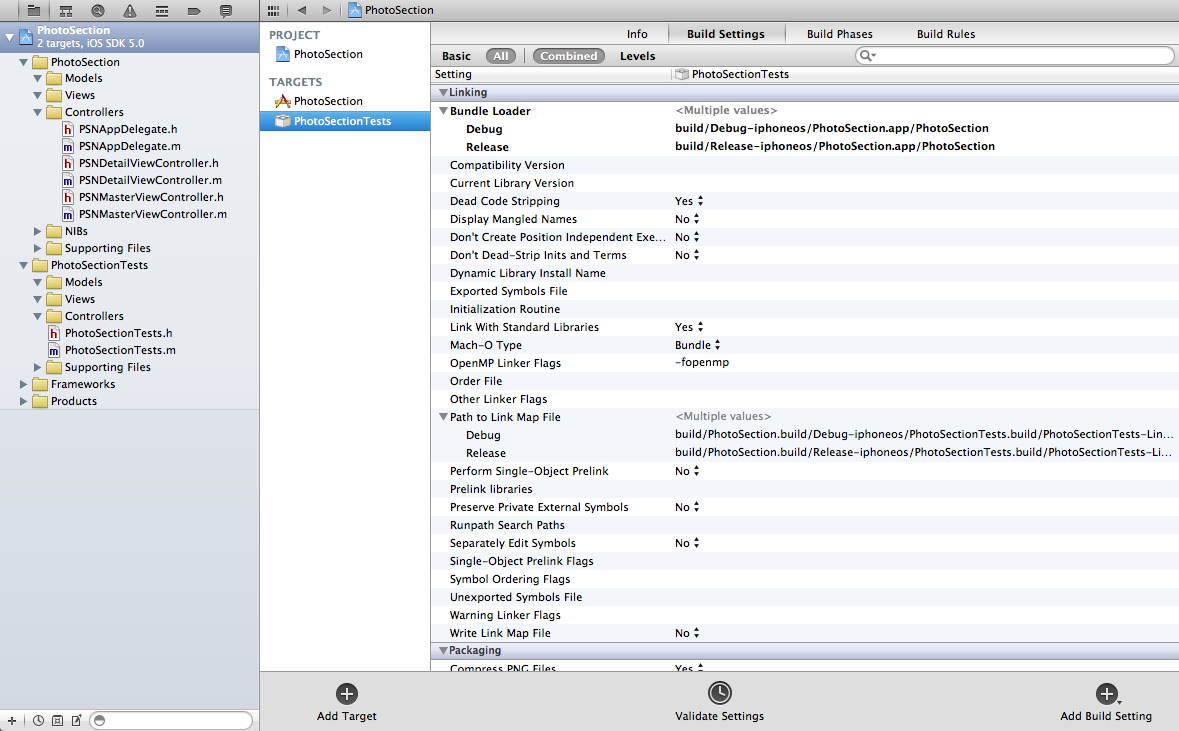 PhotoSection
PhotoSection
2 targets, iOS SDK 5.0
PhotoSection
Models
Views
Controllers
h PSNAppDelegate.h
m PSNAppDelegate.m
h PSNDetailViewController.h
m PSNDetailViewController.m
h PSNMasterViewController.h
m PSNMasterViewController.m
NIBs
Supporting Files
PhotoSectionTests
Models
Views
Controllers
h PhotoSectionTests.h
m PhotoSectionTests.m
Supporting Files
Frameworks
Products
PROJECT
PhotoSection
TARGETS
PhotoSection
PhotoSectionTests
Info Build Settings Build Phases Build Rules
Basic All Combined Levels
Setting PhotoSectionTests
Linking
Bundle Loader <Multiple values>
Debug build/Debug-iphoneos/PhotoSection.app/PhotoSection
Release build/Release-iphoneos/PhotoSection.app/PhotoSection
Compatibility Version
Current Library Version
Dead Code Stripping Yes
Display Mangled Names No
Don't Create Position Independent Exe... No
Don't Dead-Strip Inits and Terms No
Dynamic Library Install Name
Exported Symbols File
Initialization Routine
Link With Standard Libraries Yes
Mach-O Type Bundle
OpenMP Linker Flags -fopenmp
Order File
Other Linker Flags
Path to Link Map File <Multiple values>
Debug build/PhotoSection.build/Debug-iphoneos/PhotoSectionTests.build/PhotoSectionTests-Lin...
Release build/PhotoSection.build/Release-iphoneos/PhotoSectionTests.build/PhotoSectionTests-Li...
Perform Single-Object Prelink No
Prelink libraries
Preserve Private External Symbols No
Runpath Search Paths
Separately Edit Symbols No
Single-Object Prelink Flags
Symbol Ordering Flags
Unexported Symbols File
Warning Linker Flags
Write Link Map File No
Packaging
Compress PNG Files Yes
Add Target Validate Settings Add Build Setting